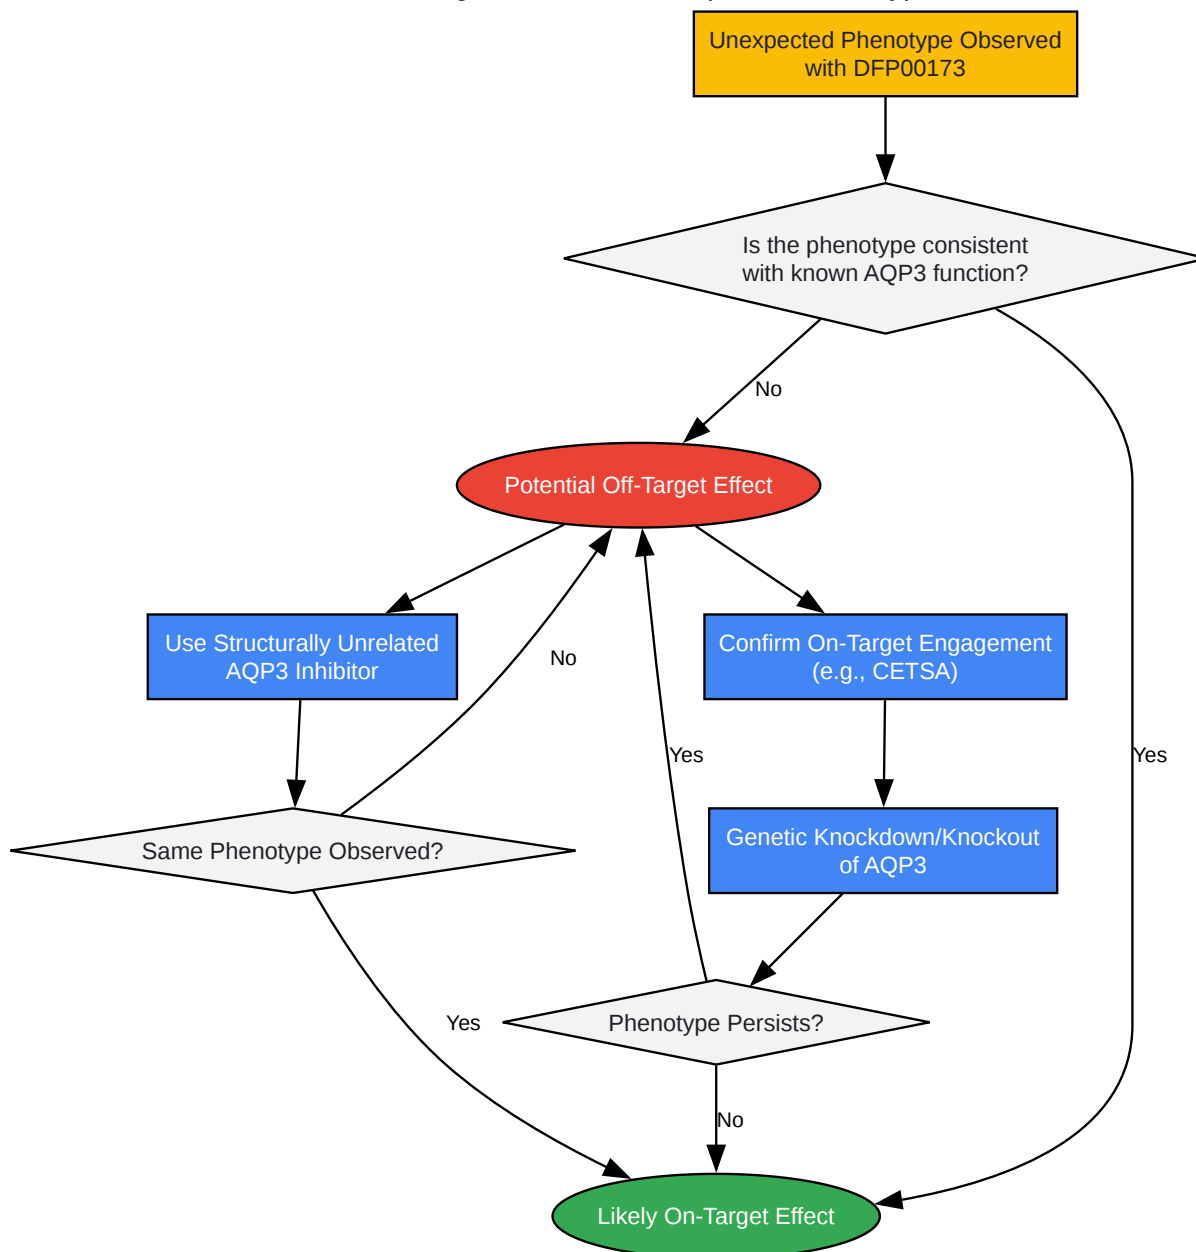 Unexpected Phenotype Observed
with DFP00173
Is the phenotype consistent
with known AQP3 function?
No
Potential Off-Target Effect
Use Structurally Unrelated
AQP3 Inhibitor
No
Confirm On-Target Engagement
(e.g., CETSA)
Yes
Yes
Same Phenotype Observed?
Genetic Knockdown/Knockout
of AQP3
Yes
Phenotype Persists?
No
Likely On-Target Effect